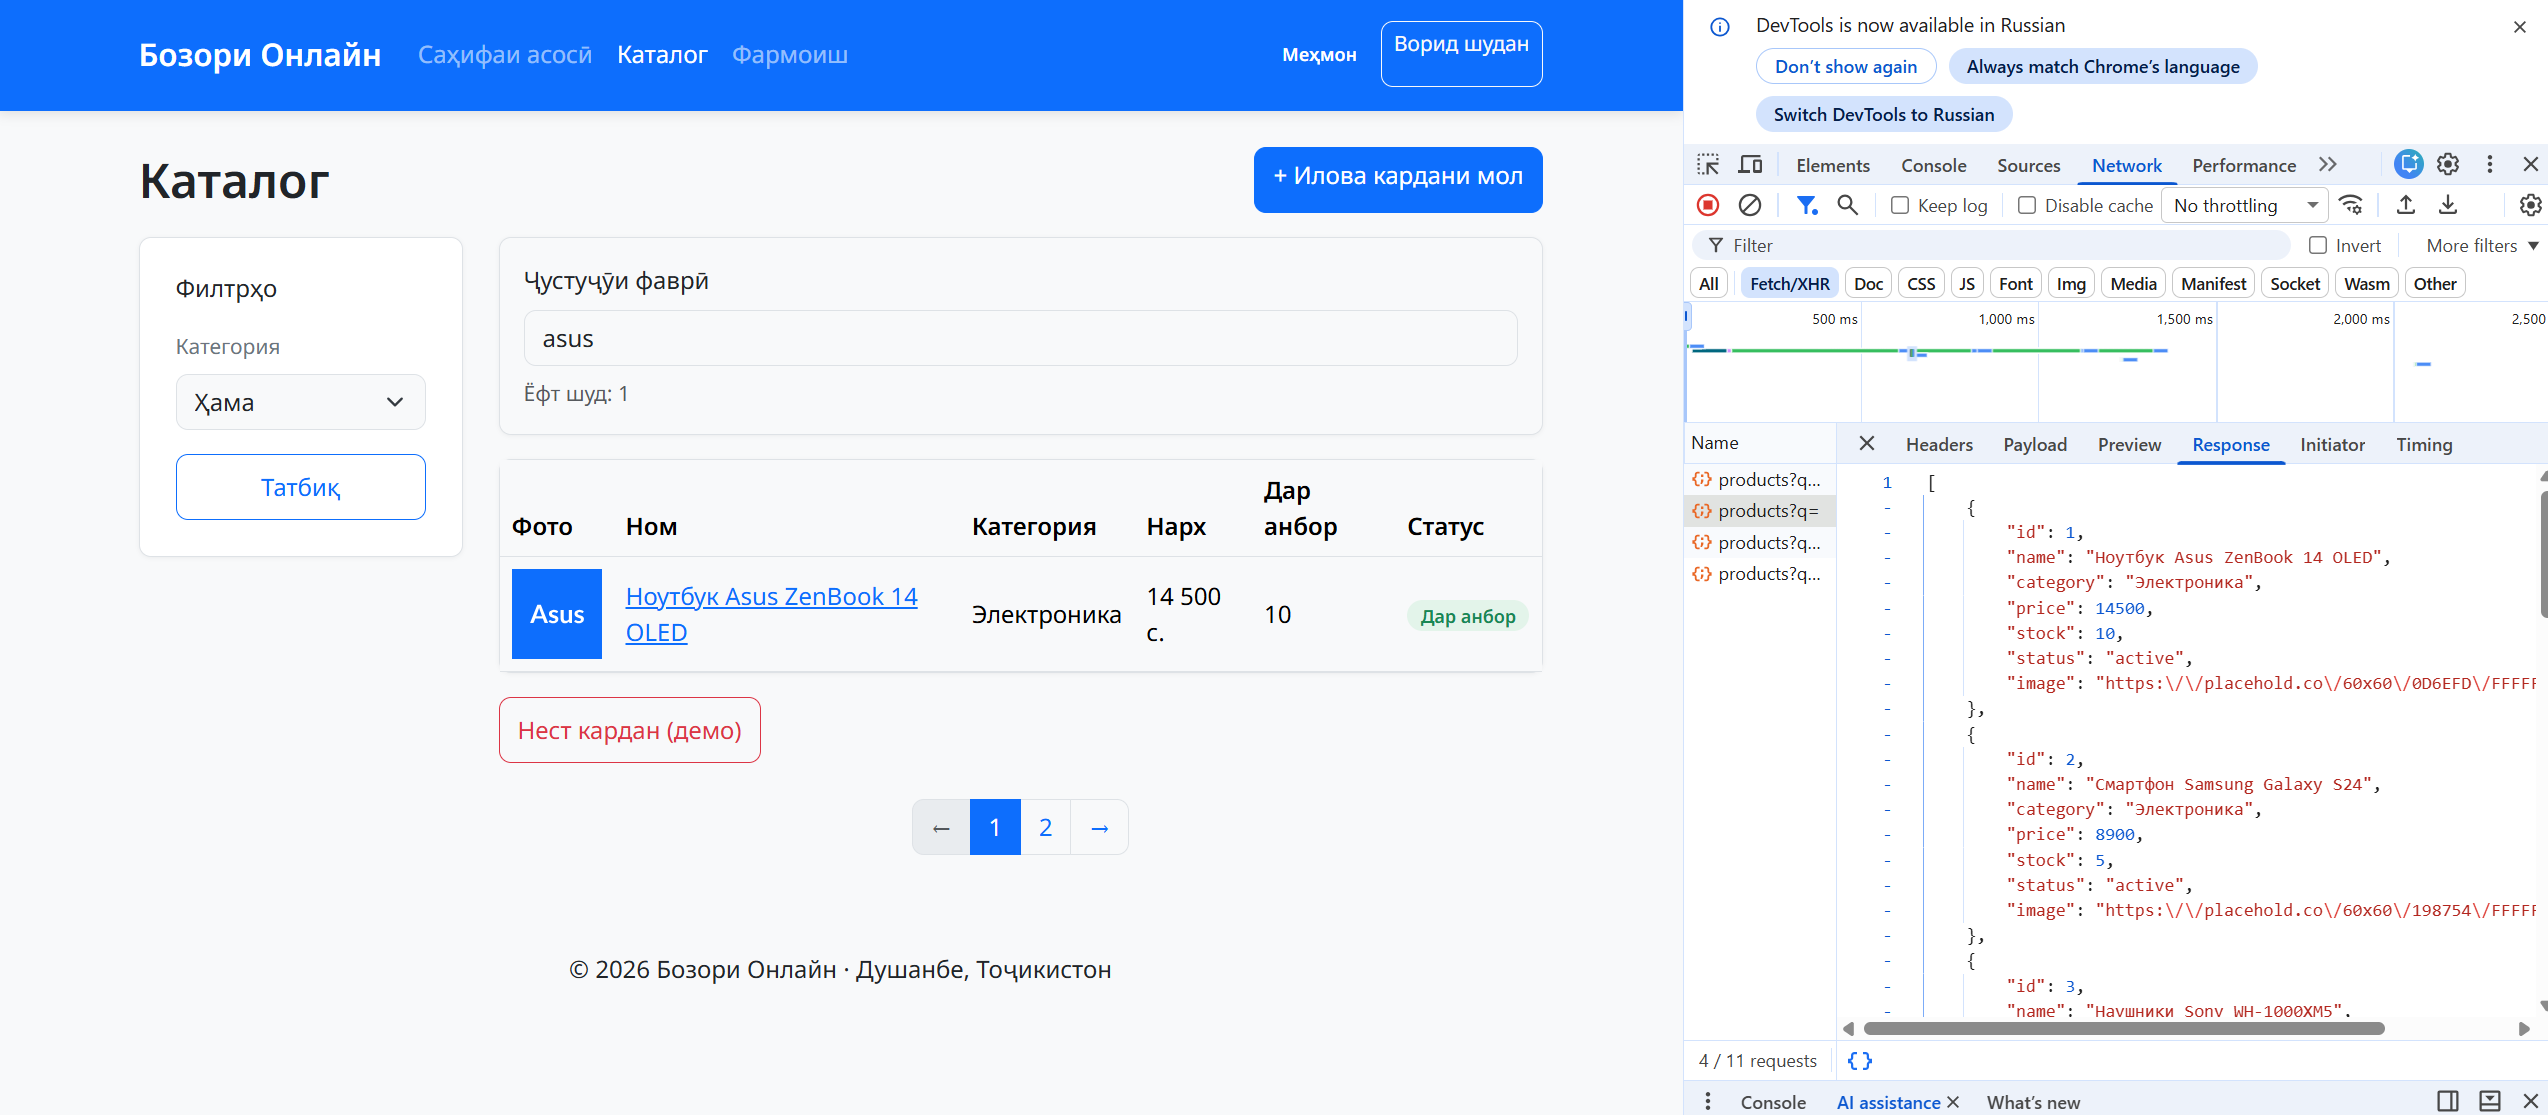 Бозори Онлайн
Саҳифаи асосӣ
Каталог
Фармоиш
Меҳмон
Ворид шудан
Каталог
+ Илова кардани мол
Филтрҳо
Категория
Ҳама
Татбиқ
Ҷустуҷӯи фаврӣ
asus
Ёфт шуд: 1
Фото
Ном
Категория
Нарх
Дар
анбор
Статус
Asus
Ноутбук Asus ZenBook 14
OLED
Электроника
14 500
с.
10
Дар анбор
Нест кардан (демо)
← 1 2 →
© 2026 Бозори Онлайн · Душанбе, Тоҷикистон
DevTools is now available in Russian
Don't show again
Always match Chrome's language
Switch DevTools to Russian
Elements
Console
Sources
Network
Performance
Keep log
Disable cache
No throttling
Filter
Invert
More filters
All
Fetch/XHR
Doc
CSS
JS
Font
Img
Media
Manifest
Socket
Wasm
Other
500 ms
1,000 ms
1,500 ms
2,000 ms
2,500
Name
Headers
Payload
Preview
Response
Initiator
Timing
products?q...
products?q=
products?q...
products?q...
1 [
{
"id": 1,
"name": "Ноутбук Asus ZenBook 14 OLED",
"category": "Электроника",
"price": 14500,
"stock": 10,
"status": "active",
"image": "https:\/\/placehold.co\/60x60\/0D6EFD\/FFFFF
},
{
"id": 2,
"name": "Смартфон Samsung Galaxy S24",
"category": "Электроника",
"price": 8900,
"stock": 5,
"status": "active",
"image": "https:\/\/placehold.co\/60x60\/198754\/FFFFF
},
{
"id": 3,
"name": "Наушники Sony WH-1000XM5",
4 / 11 requests
{ }
Console
AI assistance
What's new